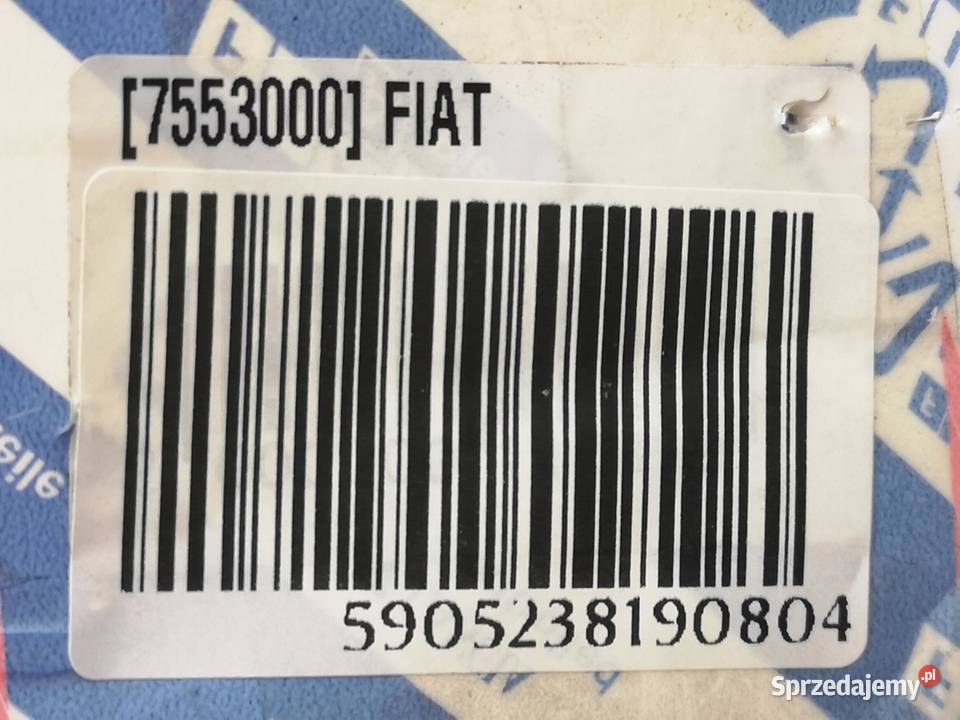 [7553000] FIAT
5905238190804
Sprzedajemy.pl